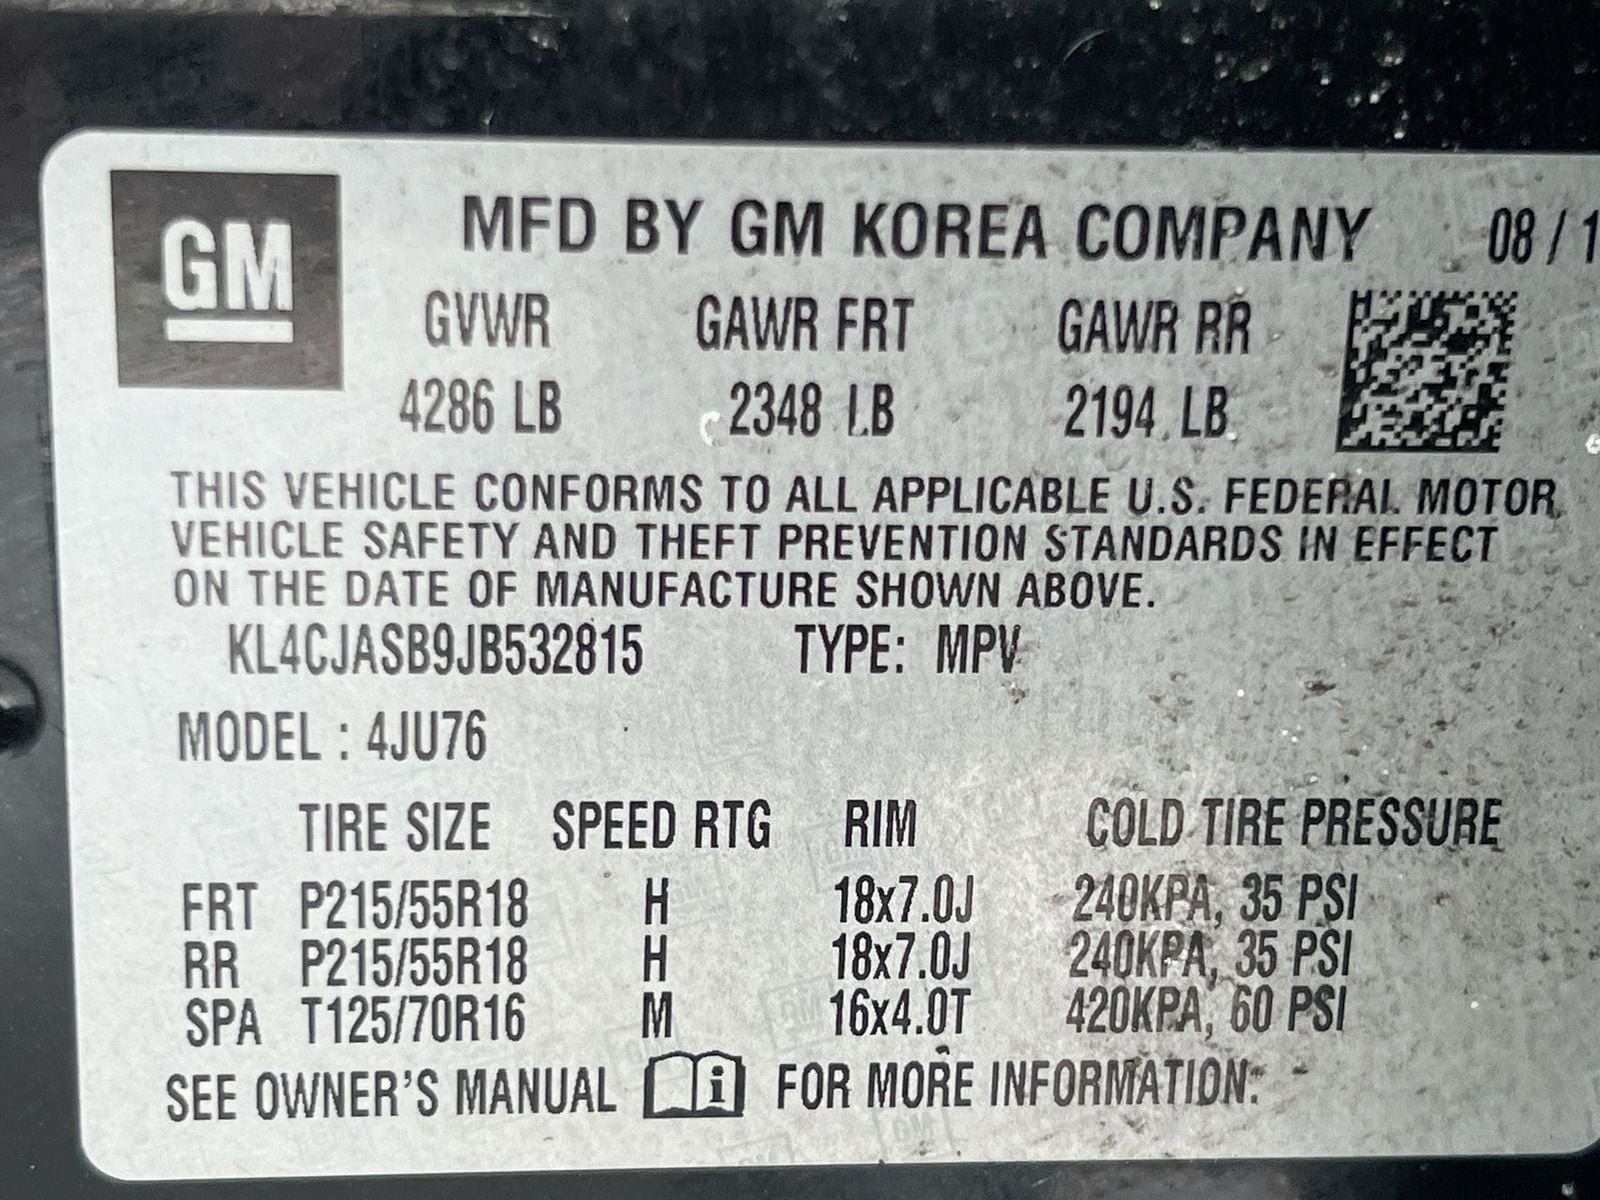 GM
MFD BY GM KOREA COMPANY 08 / 1
GVWR GAWR FRT GAWR RR
4286 LB 2348 LB 2194 LB
THIS VEHICLE CONFORMS TO ALL APPLICABLE U.S. FEDERAL MOTOR
VEHICLE SAFETY AND THEFT PREVENTION STANDARDS IN EFFECT
ON THE DATE OF MANUFACTURE SHOWN ABOVE.
KL4CJASB9JB532815 TYPE: MPV
MODEL : 4JU76
TIRE SIZE SPEED RTG RIM COLD TIRE PRESSURE
FRT P215/55R18 H 18x7.0J 240KPA, 35 PSI
RR P215/55R18 H 18x7.0J 240KPA, 35 PSI
SPA T125/70R16 M 16x4.0T 420KPA, 60 PSI
SEE OWNER'S MANUAL i FOR MORE INFORMATION.